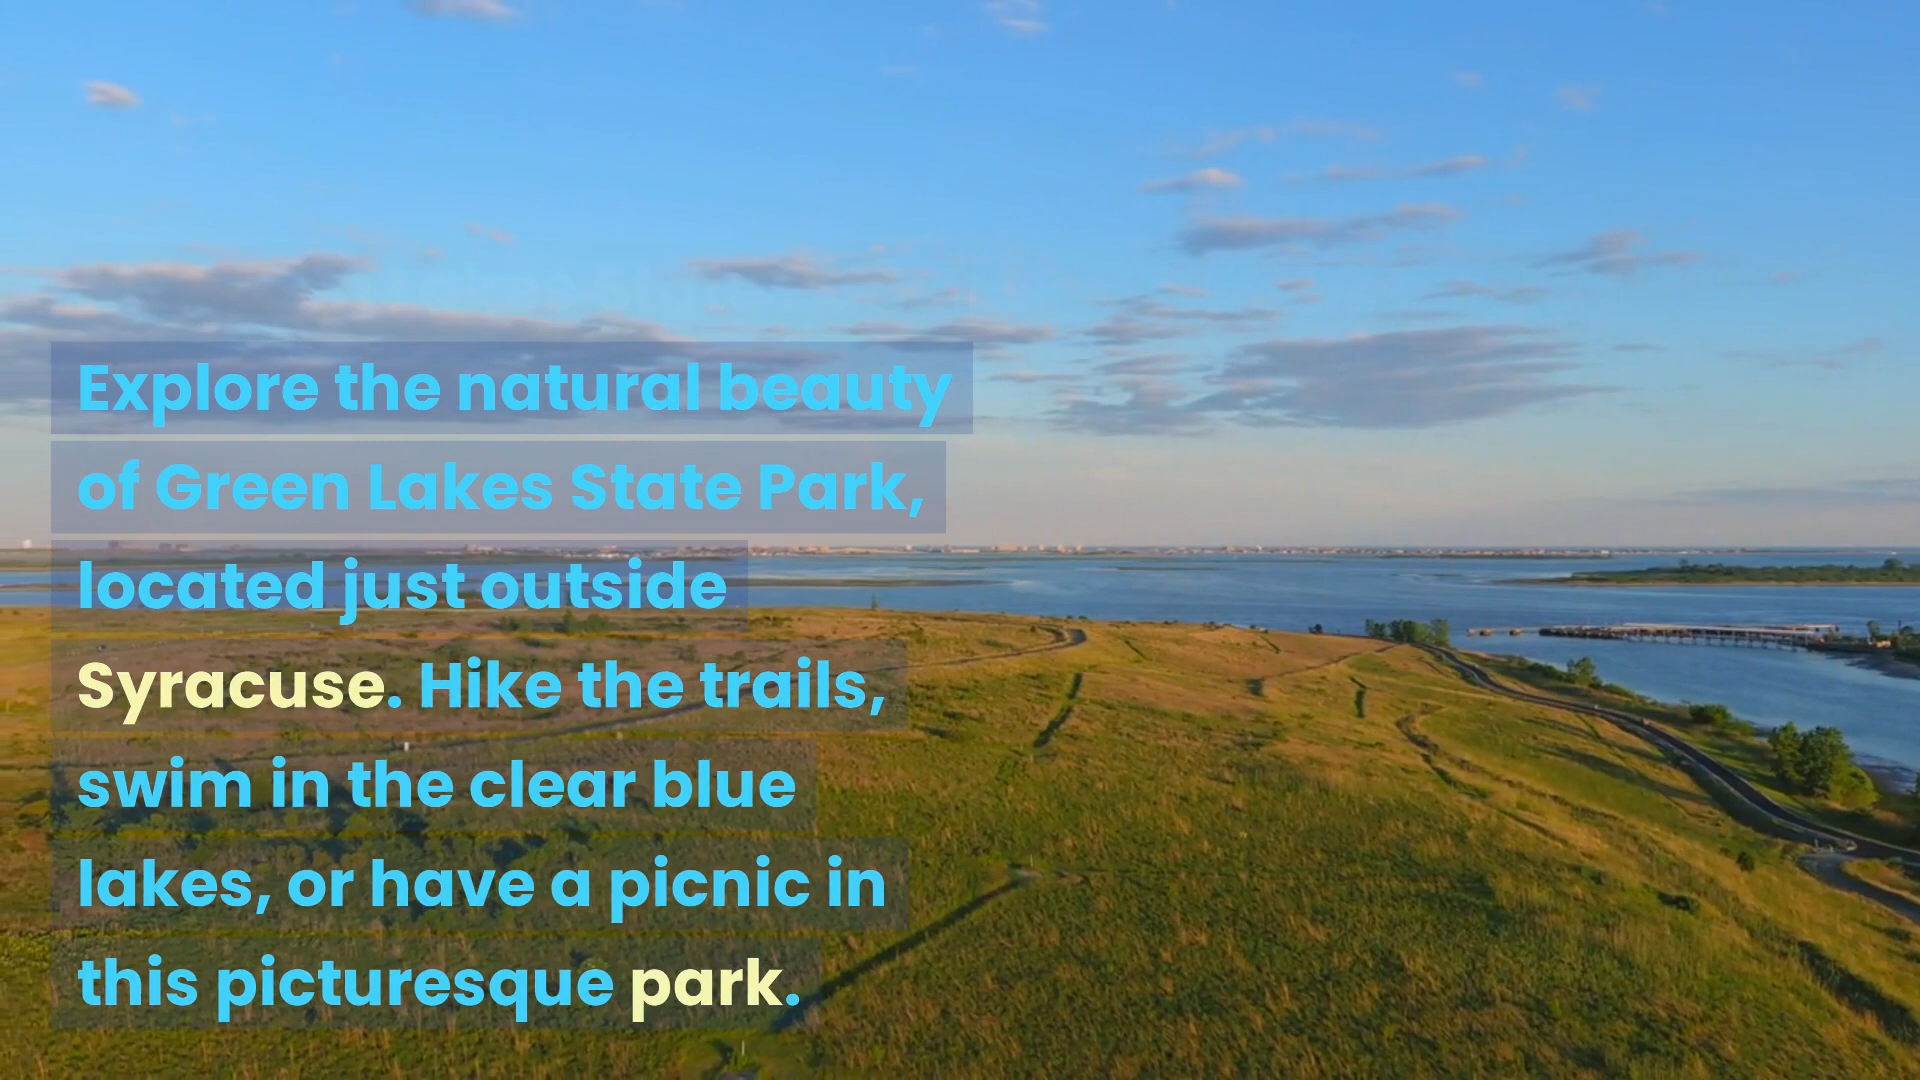 Explore the natural beauty
of Green Lakes State Park,
located just outside
Syracuse. Hike the trails,
swim in the clear blue
lakes, or have a picnic in
this picturesque park.